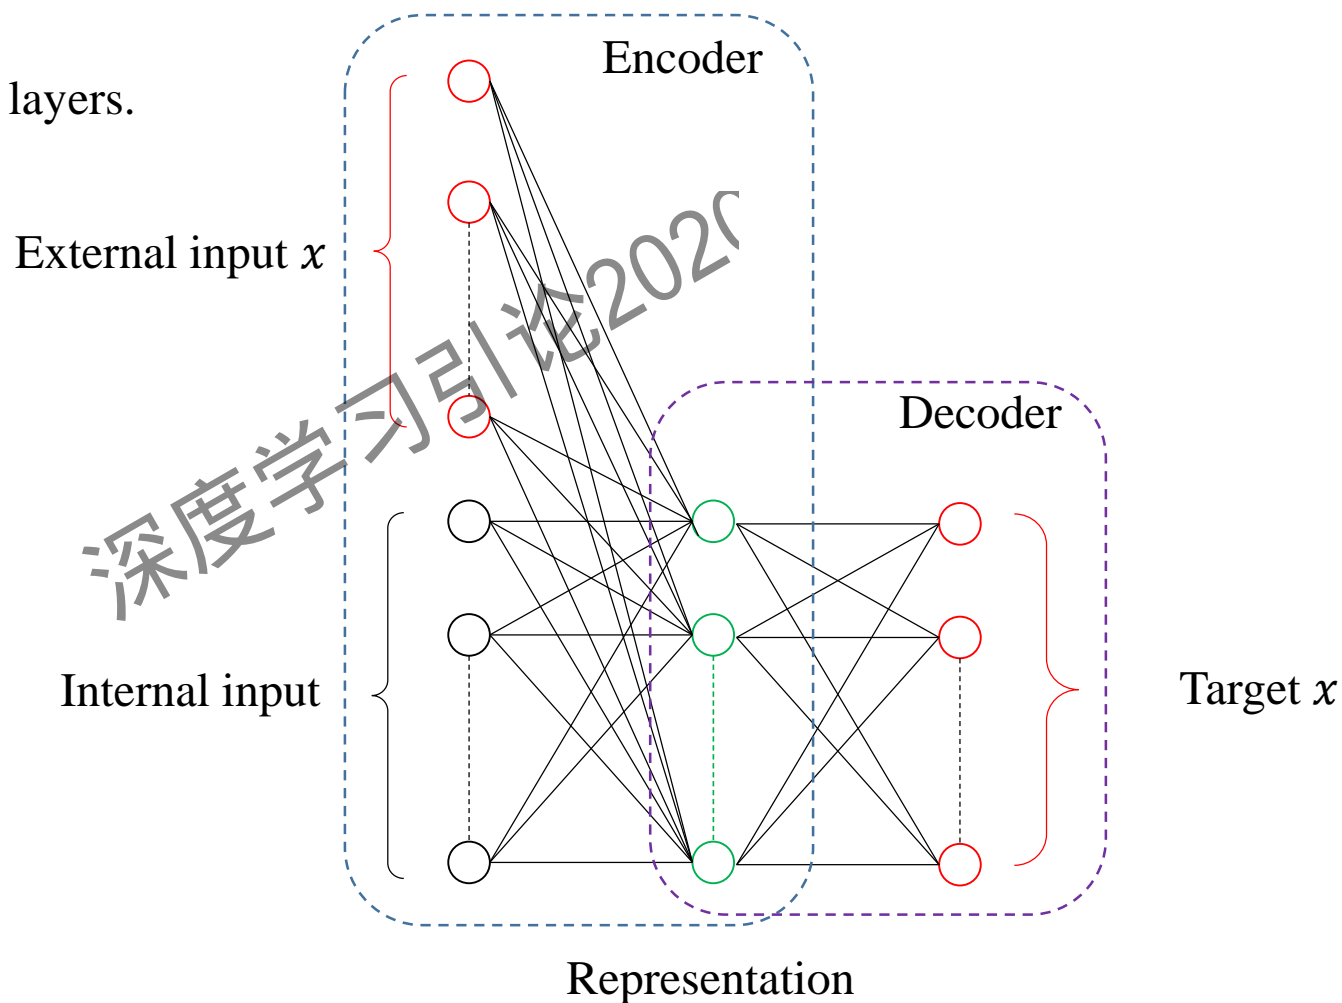 Encoder
layers.
External input x
深度学习引论2020
Decoder
Internal input
Target x
Representation